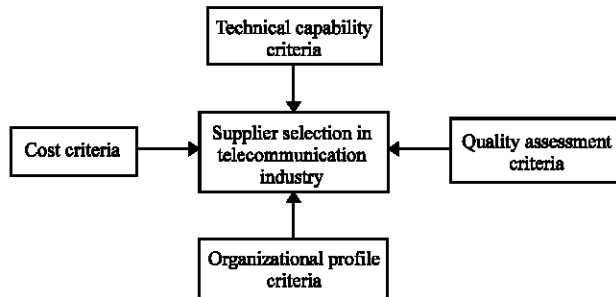 Technical capability
criteria
Cost criteria
Supplier selection in
telecommunication
industry
Quality assessment
criteria
Organizational profile
criteria